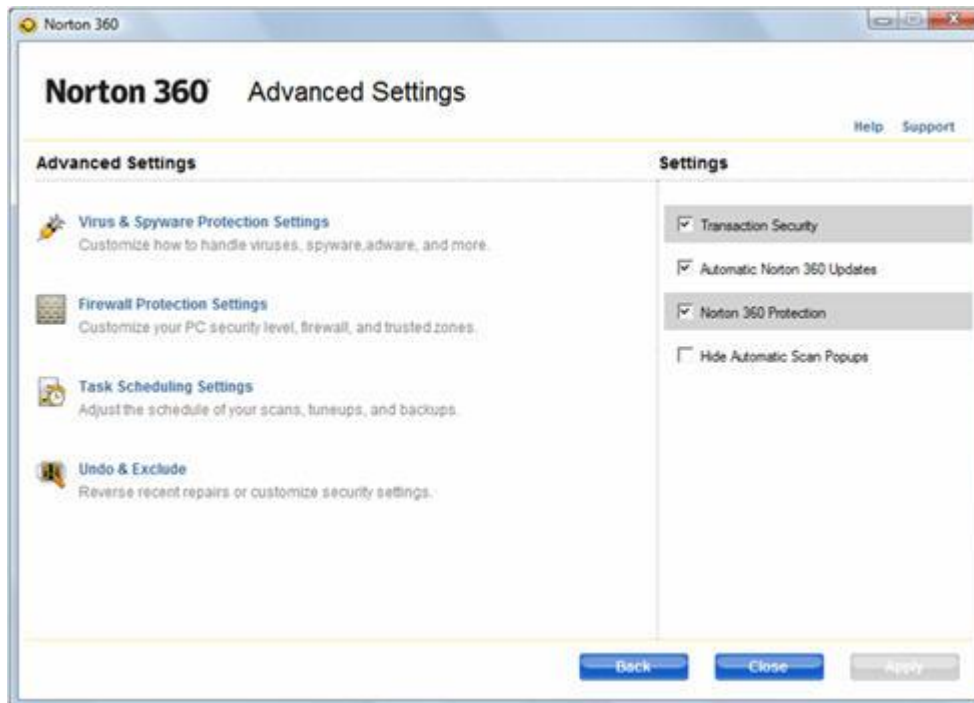 Norton 360
Norton 360 Advanced Settings
Help Support
Advanced Settings
Virus & Spyware Protection Settings
Customize how to handle viruses, spyware,adware, and more.
Firewall Protection Settings
Customize your PC security level, firewall, and trusted zones.
Task Scheduling Settings
Adjust the schedule of your scans, tuneups, and backups.
Undo & Exclude
Reverse recent repairs or customize security settings.
Settings
Transaction Security
Automatic Norton 360 Updates
Norton 360 Protection
Hide Automatic Scan Popups
Back Close Apply